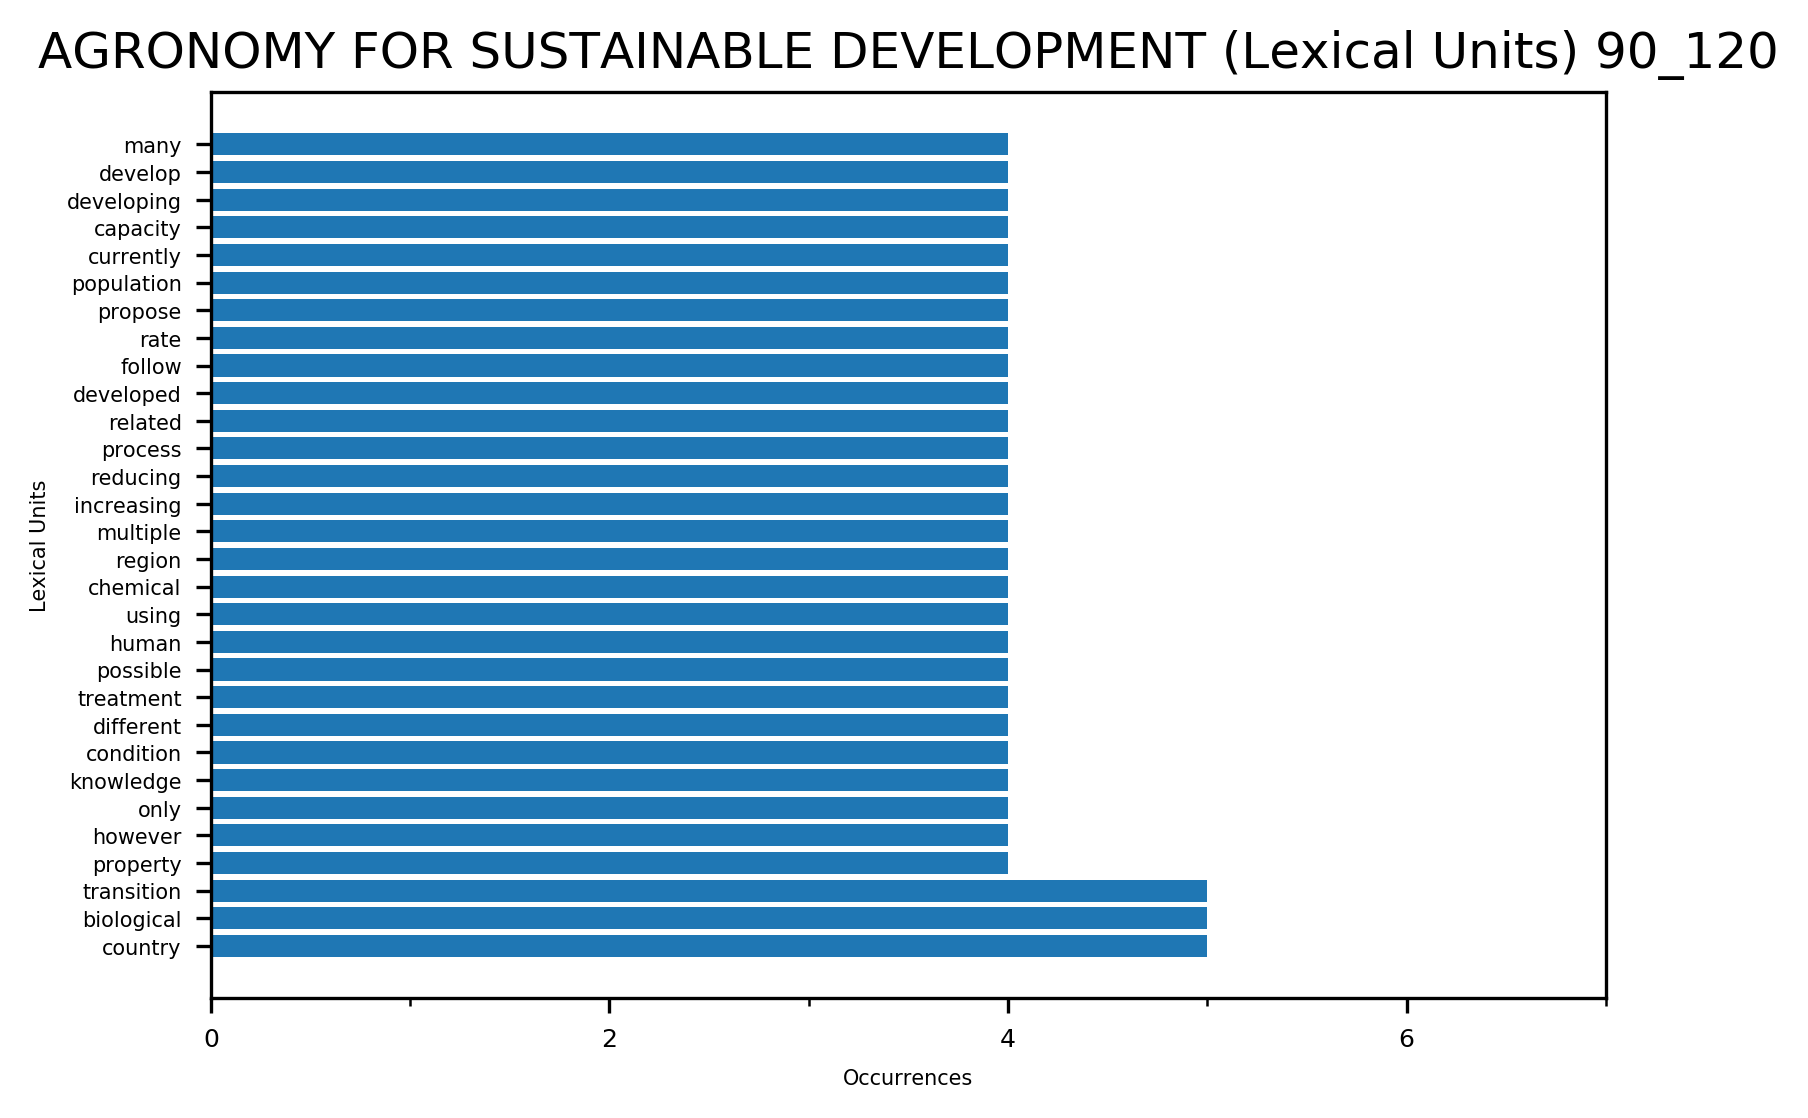 AGRONOMY FOR SUSTAINABLE DEVELOPMENT (Lexical Units) 90_120
many
develop
developing
capacity
currently
population
propose
rate
follow
developed
related
process
reducing
increasing
multiple
region
chemical
using
human
possible
treatment
different
condition
knowledge
only
however
property
transition
biological
country
Lexical Units
0 2 4 6
Occurrences